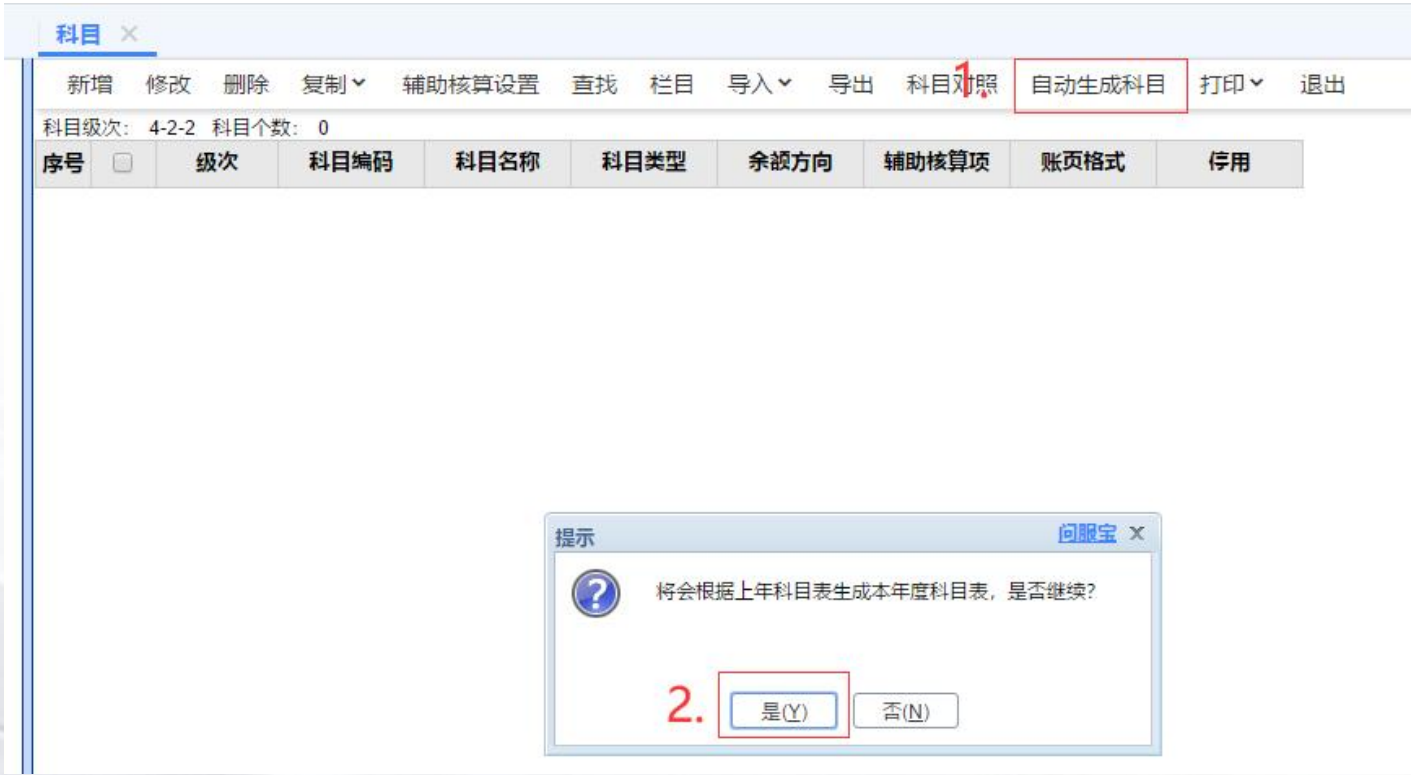 科目 ×
新增 修改 删除 复制 辅助核算设置 查找 栏目 导入 导出 科目对照 1. 自动生成科目 打印 退出
科目级次: 4-2-2 科目个数: 0
序号 级次 科目编码 科目名称 科目类型 余额方向 辅助核算项 账页格式 停用
提示 问服宝 X
将会根据上年科目表生成本年度科目表，是否继续?
2. 是(Y) 否(N)